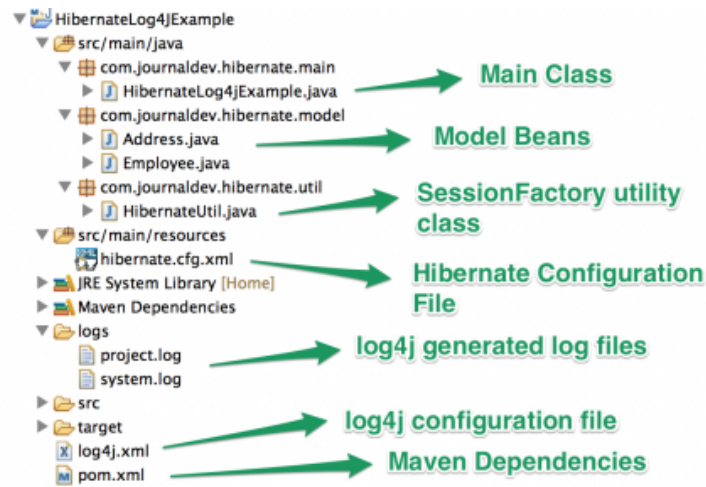 HibernateLog4JExample
src/main/java
com.journaldev.hibernate.main
HibernateLog4jExample.java
Main Class
com.journaldev.hibernate.model
Address.java
Model Beans
Employee.java
com.journaldev.hibernate.util
HibernateUtil.java
SessionFactory utility
class
src/main/resources
hibernate.cfg.xml
Hibernate Configuration
File
JRE System Library [Home]
Maven Dependencies
logs
project.log
log4j generated log files
system.log
src
target
log4j configuration file
log4j.xml
pom.xml
Maven Dependencies